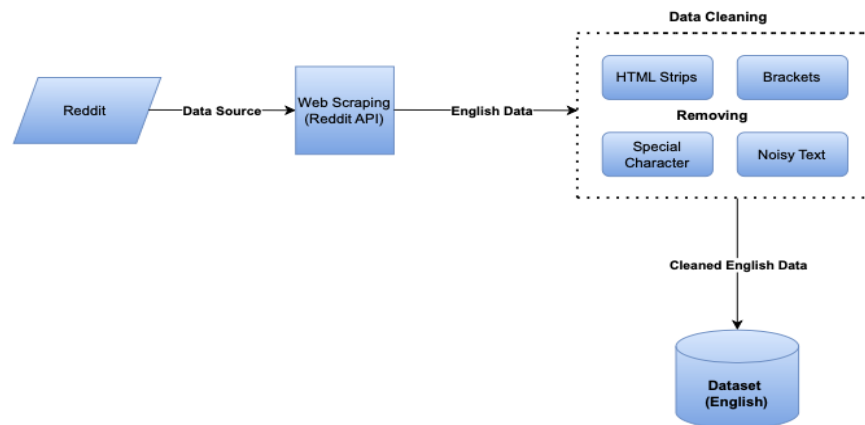 Data Cleaning
HTML Strips
Brackets
Reddit
Data Source
Web Scraping
(Reddit API)
English Data
Removing
Special
Character
Noisy Text
Cleaned English Data
Dataset
(English)